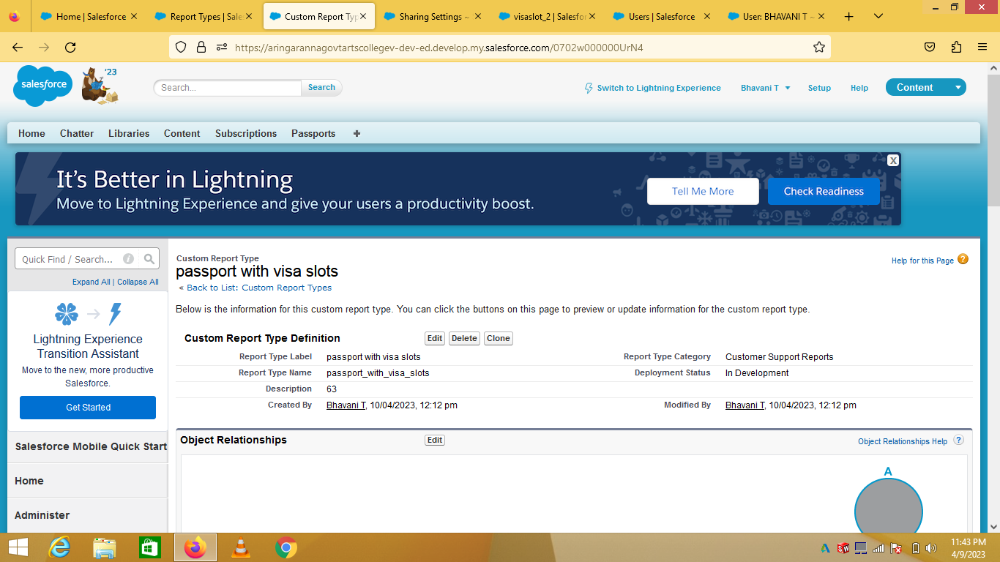 Home | Salesforce
Report Types | Sale
Custom Report Typ
Sharing Settings ~
visaslot_2 | Salesfor
Users | Salesforce
User: BHAVANI T ~
https://aringarannagovtartscollegev-dev-ed.develop.my.salesforce.com/0702w000000UrN4
salesforce
'23
Search...
Search
Switch to Lightning Experience
Bhavani T
Setup
Help
Content
Home
Chatter
Libraries
Content
Subscriptions
Passports
+
It's Better in Lightning
Move to Lightning Experience and give your users a productivity boost.
Tell Me More
Check Readiness
X
Quick Find / Search...
i
Expand All | Collapse All
Lightning Experience
Transition Assistant
Move to the new, more productive
Salesforce.
Get Started
Salesforce Mobile Quick Start
Home
Administer
Custom Report Type
passport with visa slots
« Back to List: Custom Report Types
Help for this Page ?
Below is the information for this custom report type. You can click the buttons on this page to preview or update information for the custom report type.
Custom Report Type Definition
Edit
Delete
Clone
Report Type Label passport with visa slots
Report Type Category Customer Support Reports
Report Type Name passport_with_visa_slots
Deployment Status In Development
Description 63
Created By Bhavani T, 10/04/2023, 12:12 pm
Modified By Bhavani T, 10/04/2023, 12:12 pm
Object Relationships
Edit
Object Relationships Help ?
A
11:43 PM
4/9/2023